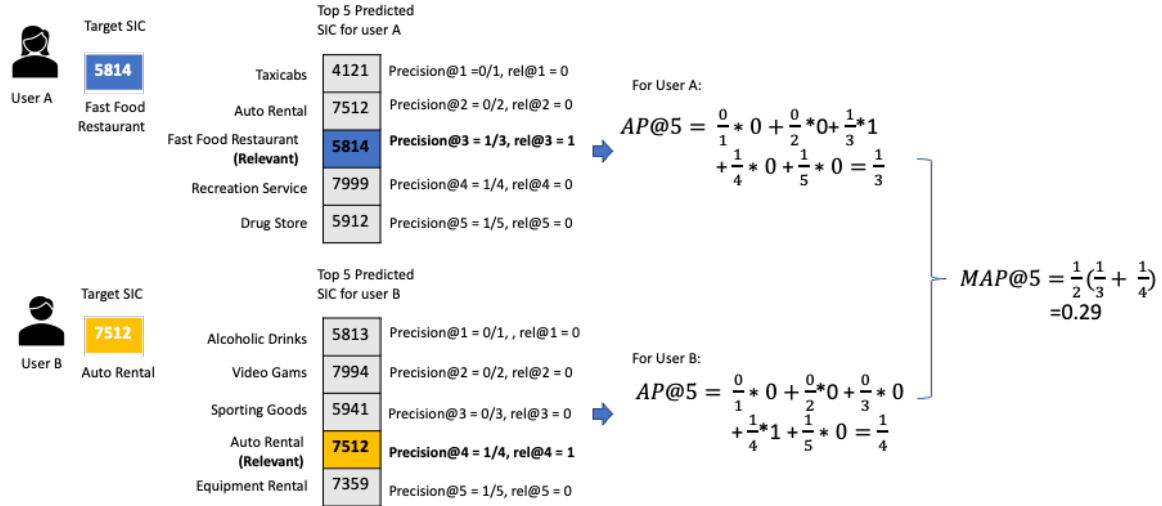 Target SIC
5814
User A
Fast Food
Restaurant
Top 5 Predicted
SIC for user A
Taxicabs 4121 Precision@1 =0/1, rel@1 = 0
Auto Rental 7512 Precision@2 = 0/2, rel@2 = 0
Fast Food Restaurant
(Relevant) 5814 Precision@3 = 1/3, rel@3 = 1
Recreation Service 7999 Precision@4 = 1/4, rel@4 = 0
Drug Store 5912 Precision@5 = 1/5, rel@5 = 0
For User A:
AP@5 = 0/1 * 0 + 0/2 *0+ 1/3 *1
+ 1/4 * 0 + 1/5 * 0 = 1/3
Target SIC
7512
User B
Auto Rental
Top 5 Predicted
SIC for user B
Alcoholic Drinks 5813 Precision@1 = 0/1, , rel@1 = 0
Video Gams 7994 Precision@2 = 0/2, rel@2 = 0
Sporting Goods 5941 Precision@3 = 0/3, rel@3 = 0
Auto Rental
(Relevant) 7512 Precision@4 = 1/4, rel@4 = 1
Equipment Rental 7359 Precision@5 = 1/5, rel@5 = 0
For User B:
AP@5 = 0/1 * 0 + 0/2 *0 + 0/3 * 0
+ 1/4 *1 + 1/5 * 0 = 1/4
MAP@5 = 1/2 (1/3 + 1/4)
=0.29